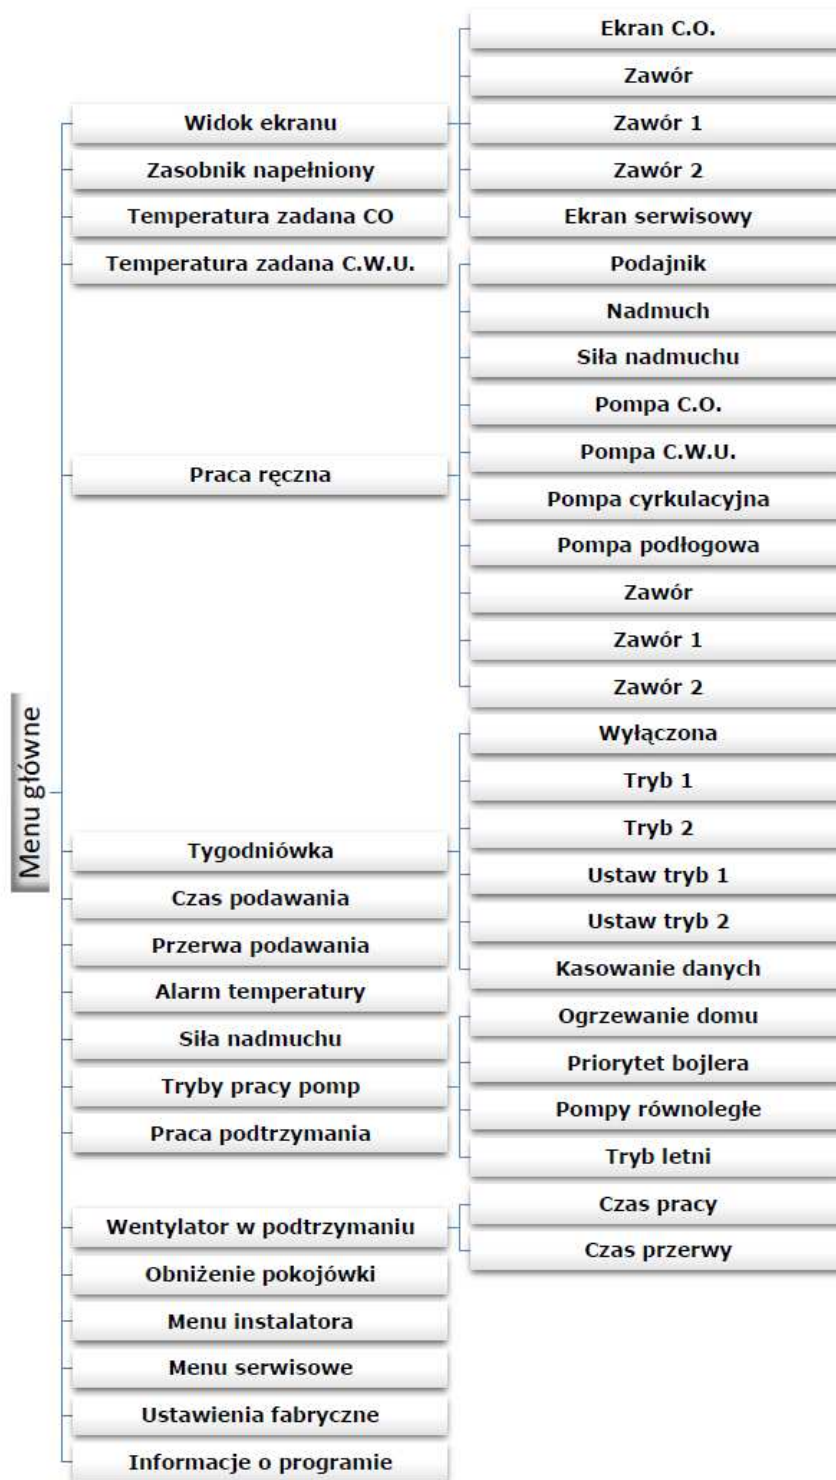 Menu główne
Widok ekranu
Ekran C.O.
Zawór
Zawór 1
Zawór 2
Ekran serwisowy
Zasobnik napełniony
Temperatura zadana CO
Temperatura zadana C.W.U.
Praca ręczna
Podajnik
Nadmuch
Siła nadmuchu
Pompa C.O.
Pompa C.W.U.
Pompa cyrkulacyjna
Pompa podłogowa
Zawór
Zawór 1
Zawór 2
Tygodniówka
Wyłączona
Tryb 1
Tryb 2
Ustaw tryb 1
Ustaw tryb 2
Kasowanie danych
Czas podawania
Przerwa podawania
Alarm temperatury
Siła nadmuchu
Tryby pracy pomp
Ogrzewanie domu
Priorytet bojlera
Pompy równoległe
Tryb letni
Praca podtrzymania
Wentylator w podtrzymaniu
Czas pracy
Czas przerwy
Obniżenie pokojówki
Menu instalatora
Menu serwisowe
Ustawienia fabryczne
Informacje o programie